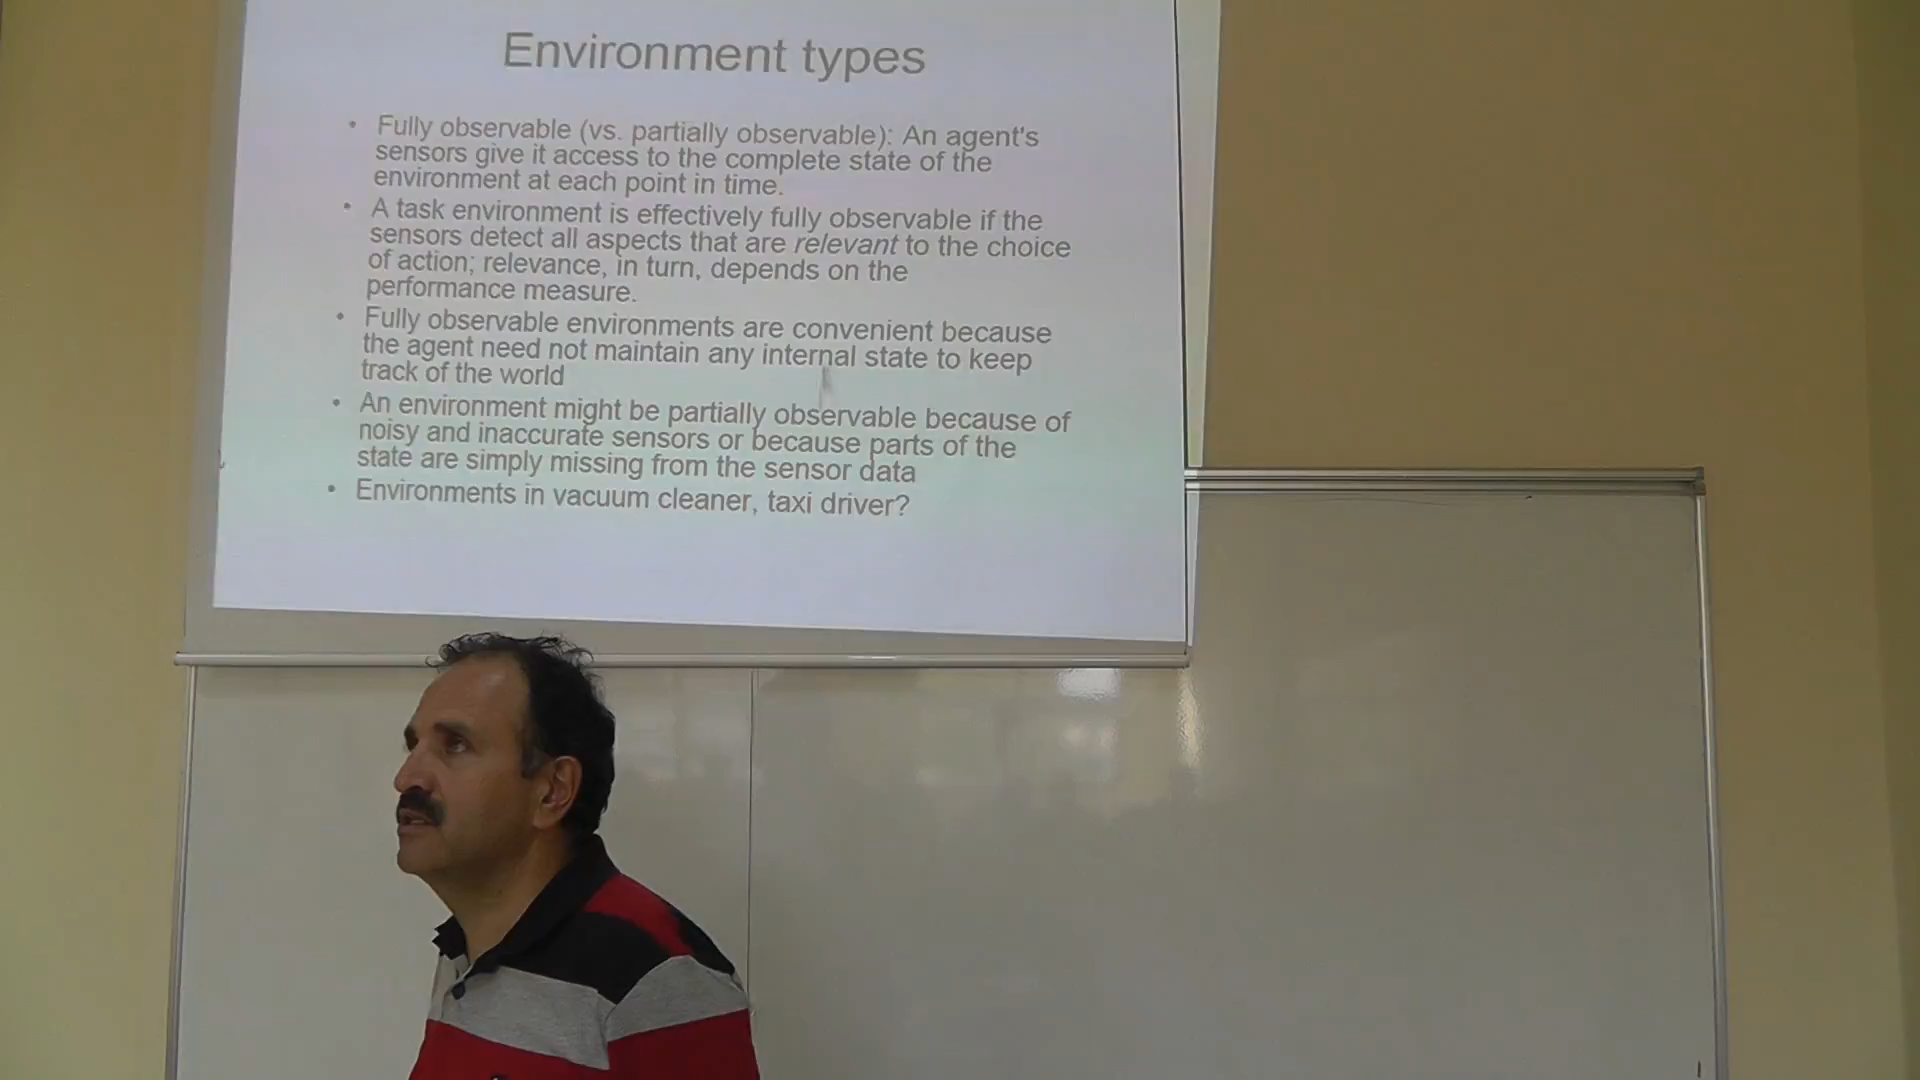 Environment types
• Fully observable (vs. partially observable): An agent's
sensors give it access to the complete state of the
environment at each point in time.
• A task environment is effectively fully observable if the
sensors detect all aspects that are relevant to the choice
of action; relevance, in turn, depends on the
performance measure.
• Fully observable environments are convenient because
the agent need not maintain any internal state to keep
track of the world
• An environment might be partially observable because of
noisy and inaccurate sensors or because parts of the
state are simply missing from the sensor data
• Environments in vacuum cleaner, taxi driver?